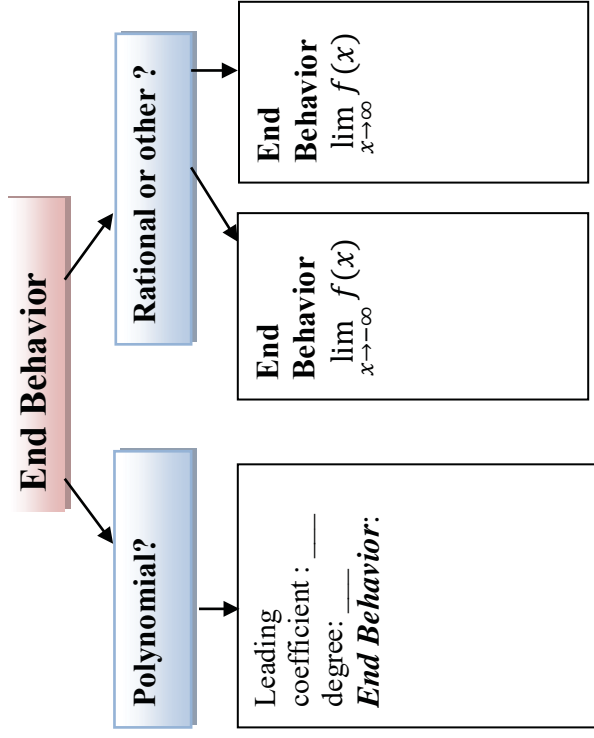 End Behavior
Polynomial?
Rational or other ?
Leading
coefficient : ___
degree: ___
End Behavior:
End
Behavior
lim f(x)
x→−∞
End
Behavior
lim f(x)
x→∞